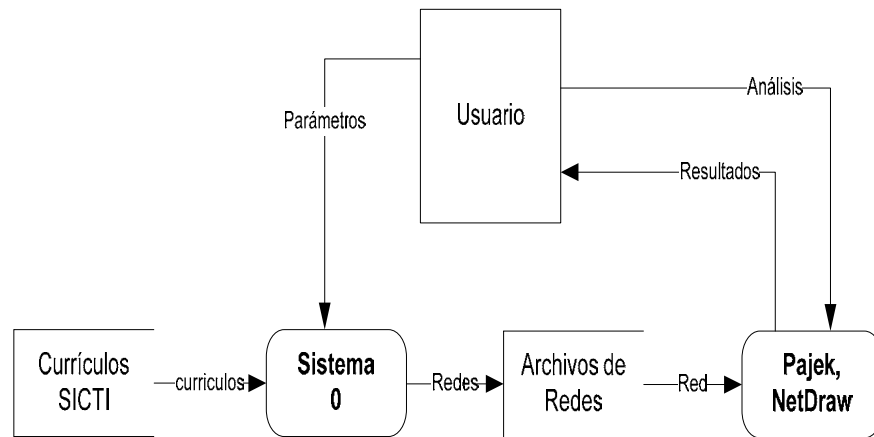 Análisis
Parámetros
Usuario
Resultados
Currículos
SICTI
curriculos
Sistema
0
Redes
Archivos de
Redes
Red
Pajek,
NetDraw